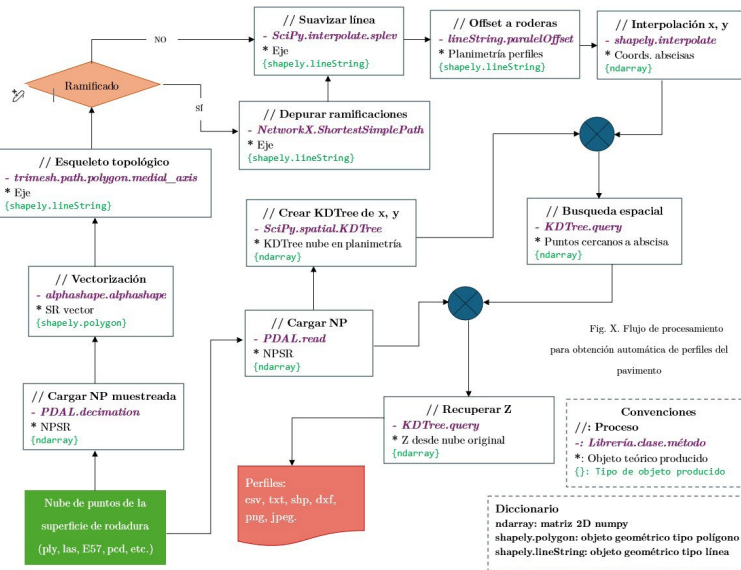 // Suavizar línea
- SciPy.interpolate.splev
* Eje
{shapely.lineString}
// Offset a roderas
- lineString.paralelOffset
* Planimetría perfiles
{shapely.lineString}
// Interpolación x, y
- shapely.interpolate
* Coords. abscisas
{ndarray}
NO
Ramificado
SÍ
// Depurar ramificaciones
- NetworkX.ShortestSimplePath
* Eje
{shapely.lineString}
// Esqueleto topológico
- trimesh.path.polygon.medial_axis
* Eje
{shapely.lineString}
// Crear KDTree de x, y
- SciPy.spatial.KDTree
* KDTree nube en planimetría
{ndarray}
// Busqueda espacial
- KDTree.query
* Puntos cercanos a abscisa
{ndarray}
// Vectorización
- alphashape.alphashape
* SR vector
{shapely.polygon}
// Cargar NP
- PDAL.read
* NPSR
{ndarray}
Fig. X. Flujo de procesamiento
para obtención automática de perfiles del
pavimento
// Cargar NP muestreada
- PDAL.decimation
* NPSR
{ndarray}
// Recuperar Z
- KDTree.query
* Z desde nube original
{ndarray}
Convenciones
//: Proceso
-: Librería.clase.método
*: Objeto teórico producido
{}: Tipo de objeto producido
Nube de puntos de la
superficie de rodadura
(ply, las, E57, pcd, etc.)
Perfiles:
csv, txt, shp, dxf,
png, jpeg.
Diccionario
ndarray: matriz 2D numpy
shapely.polygon: objeto geométrico tipo polígono
shapely.lineString: objeto geométrico tipo línea